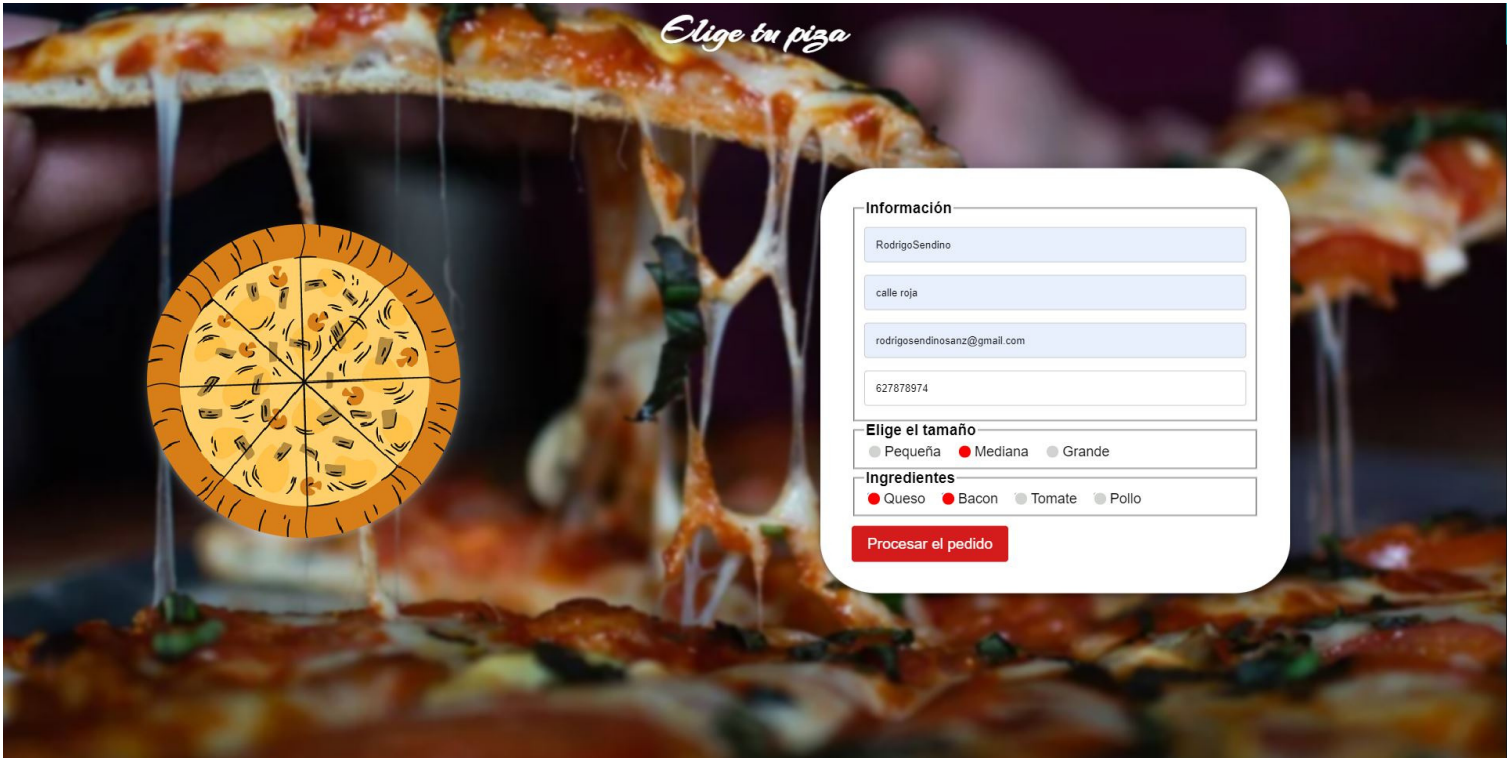 Elige tu piza
Información
RodrigoSendino
calle roja
rodrigosendinosanz@gmail.com
627878974
Elige el tamaño
Pequeña Mediana Grande
Ingredientes
Queso Bacon Tomate Pollo
Procesar el pedido